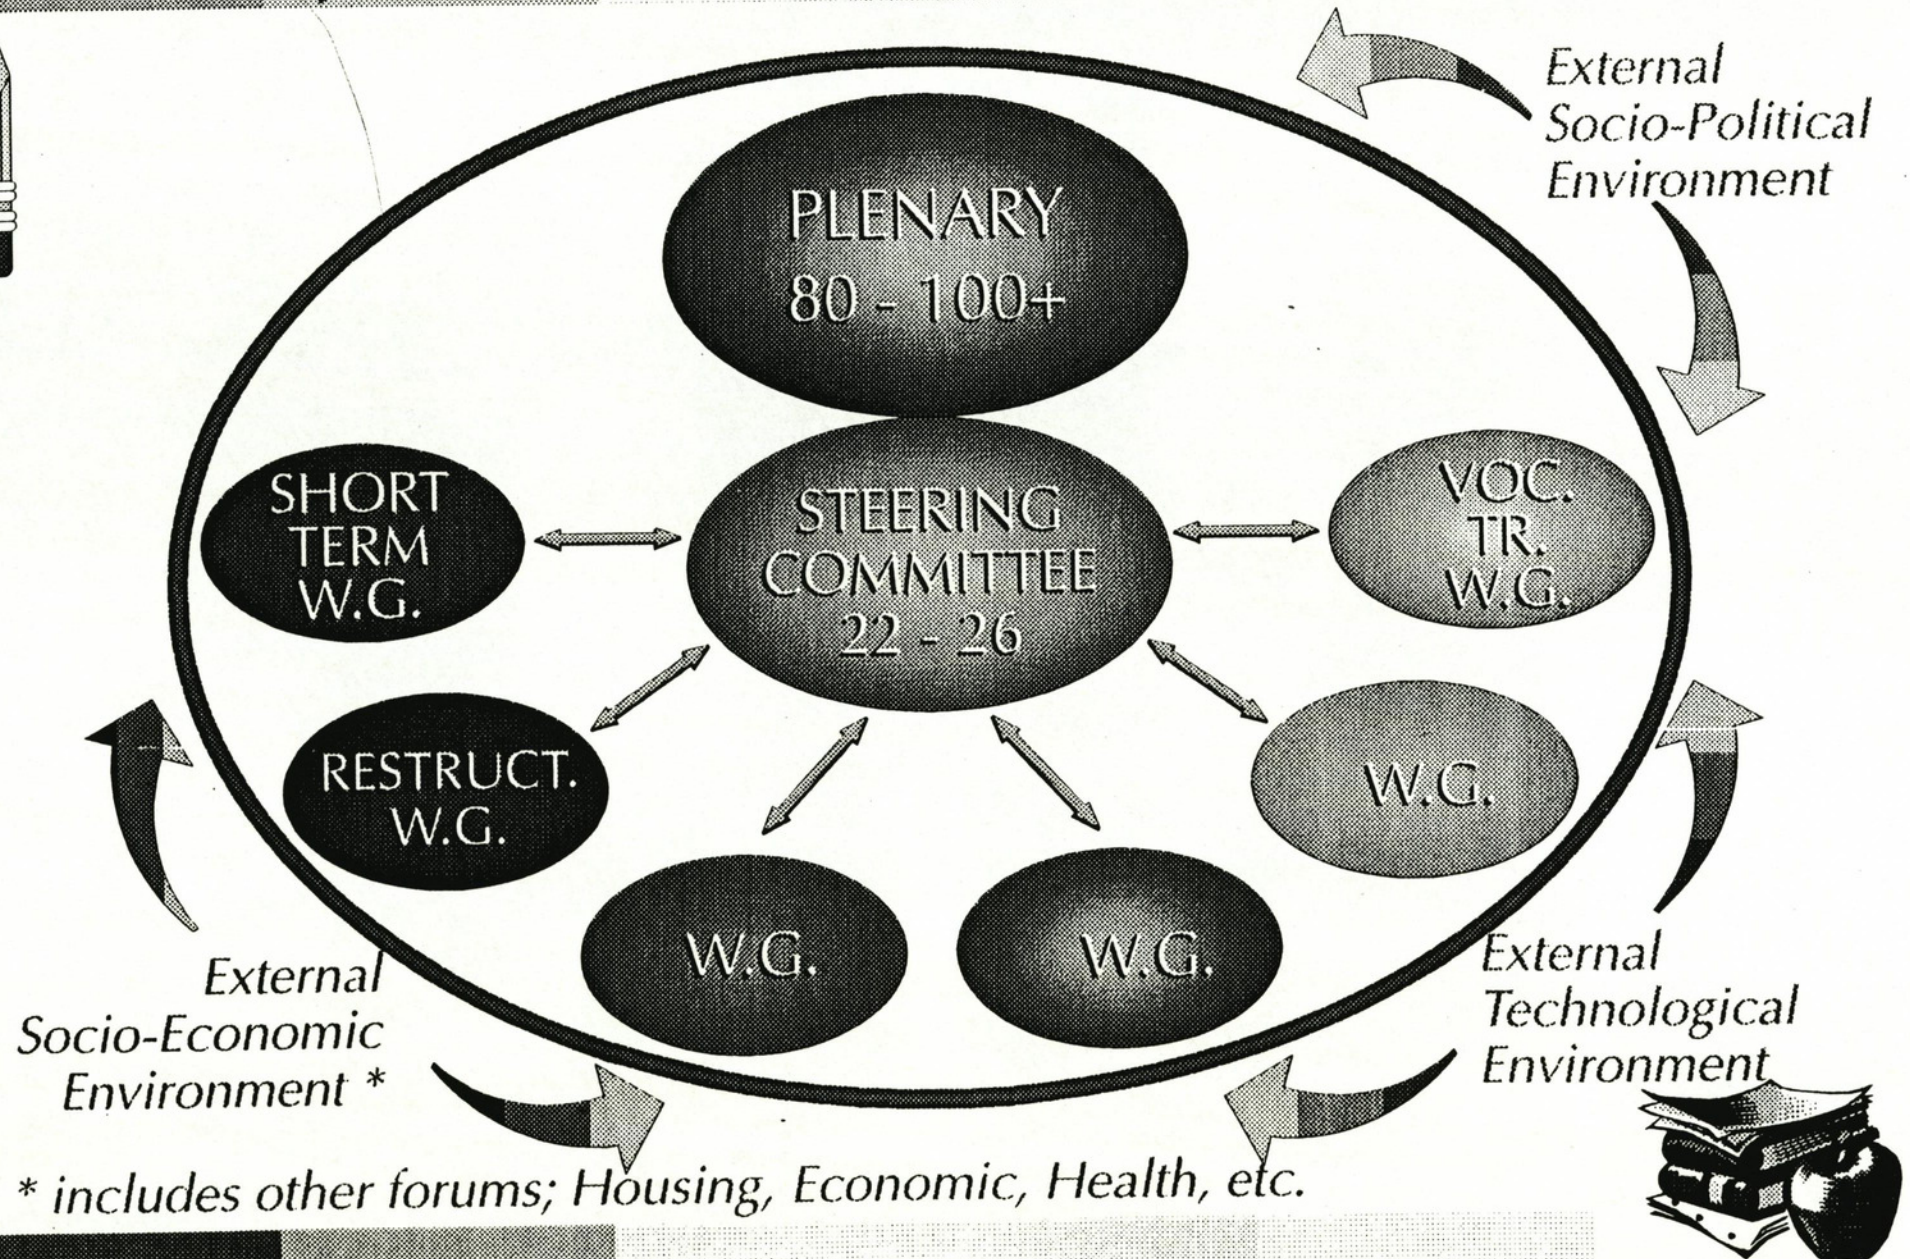 External
Socio-Political
Environment
PLENARY
80 - 100+
STEERING
COMMITTEE
22 - 26
SHORT
TERM
W.G.
VOC.
TR.
W.G.
RESTRUCT.
W.G.
W.G.
W.G.
W.G.
External
Socio-Economic
Environment *
External
Technological
Environment
* includes other forums; Housing, Economic, Health, etc.